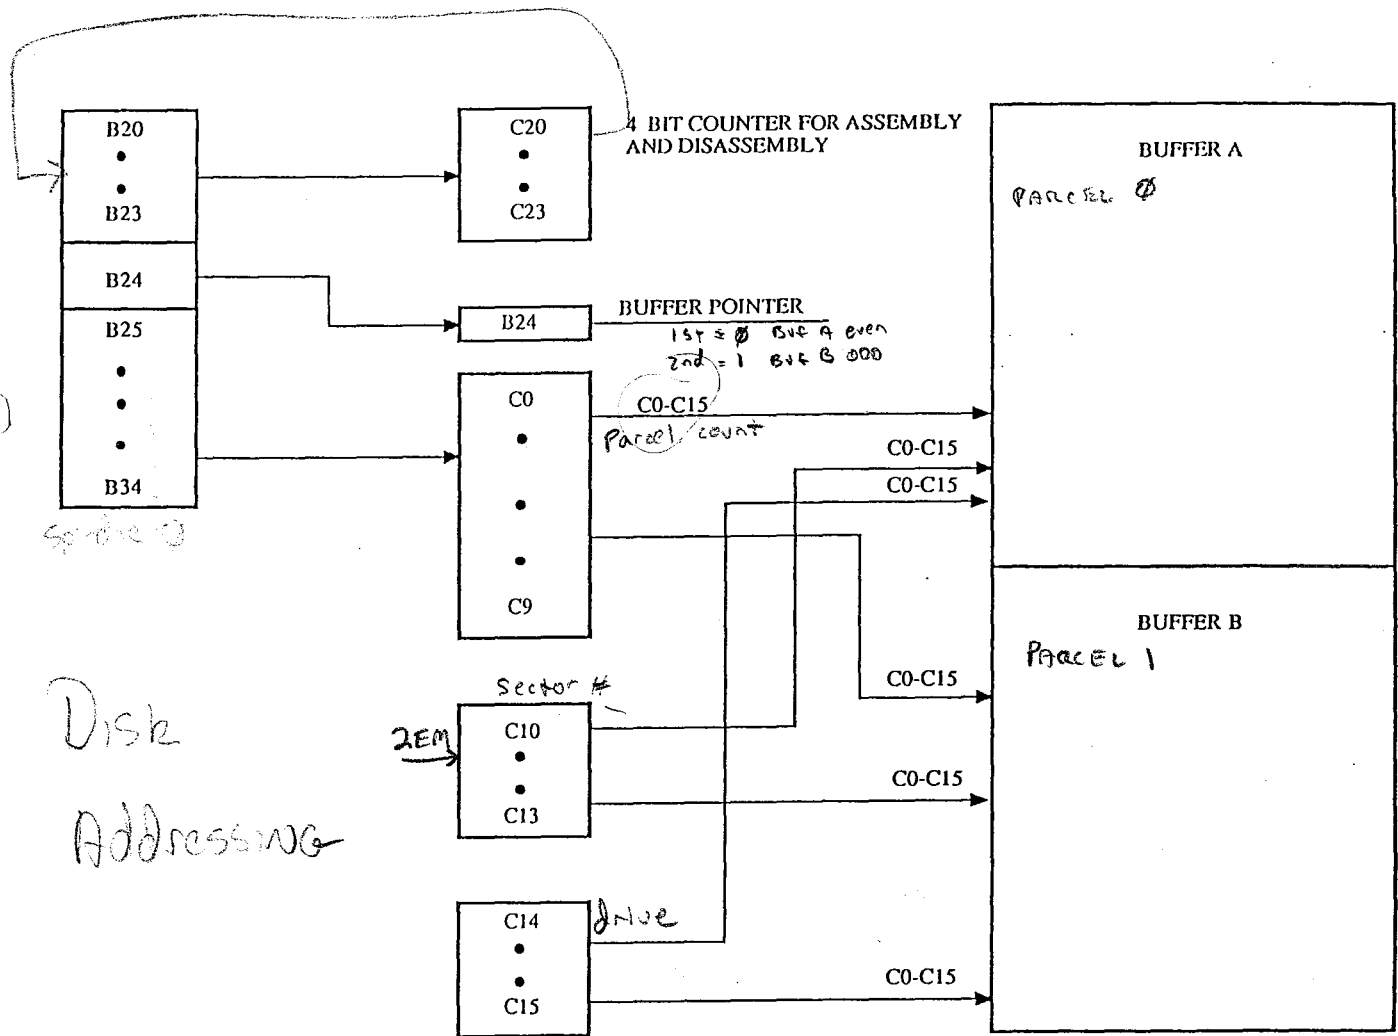 B20
B23
B24
B25
B34
C20
C23
4 BIT COUNTER FOR ASSEMBLY
AND DISASSEMBLY
B24
BUFFER POINTER
1st = 0 Buf A even
2nd = 1 Buf B ODD
C0
C9
C0-C15
Parcel count
C0-C15
C0-C15
C0-C15
Sector #
2EM
C10
C13
C0-C15
C14
C15
drive
C0-C15
BUFFER A
PARCEL 0
BUFFER B
PARCEL 1
Disk
Addressing